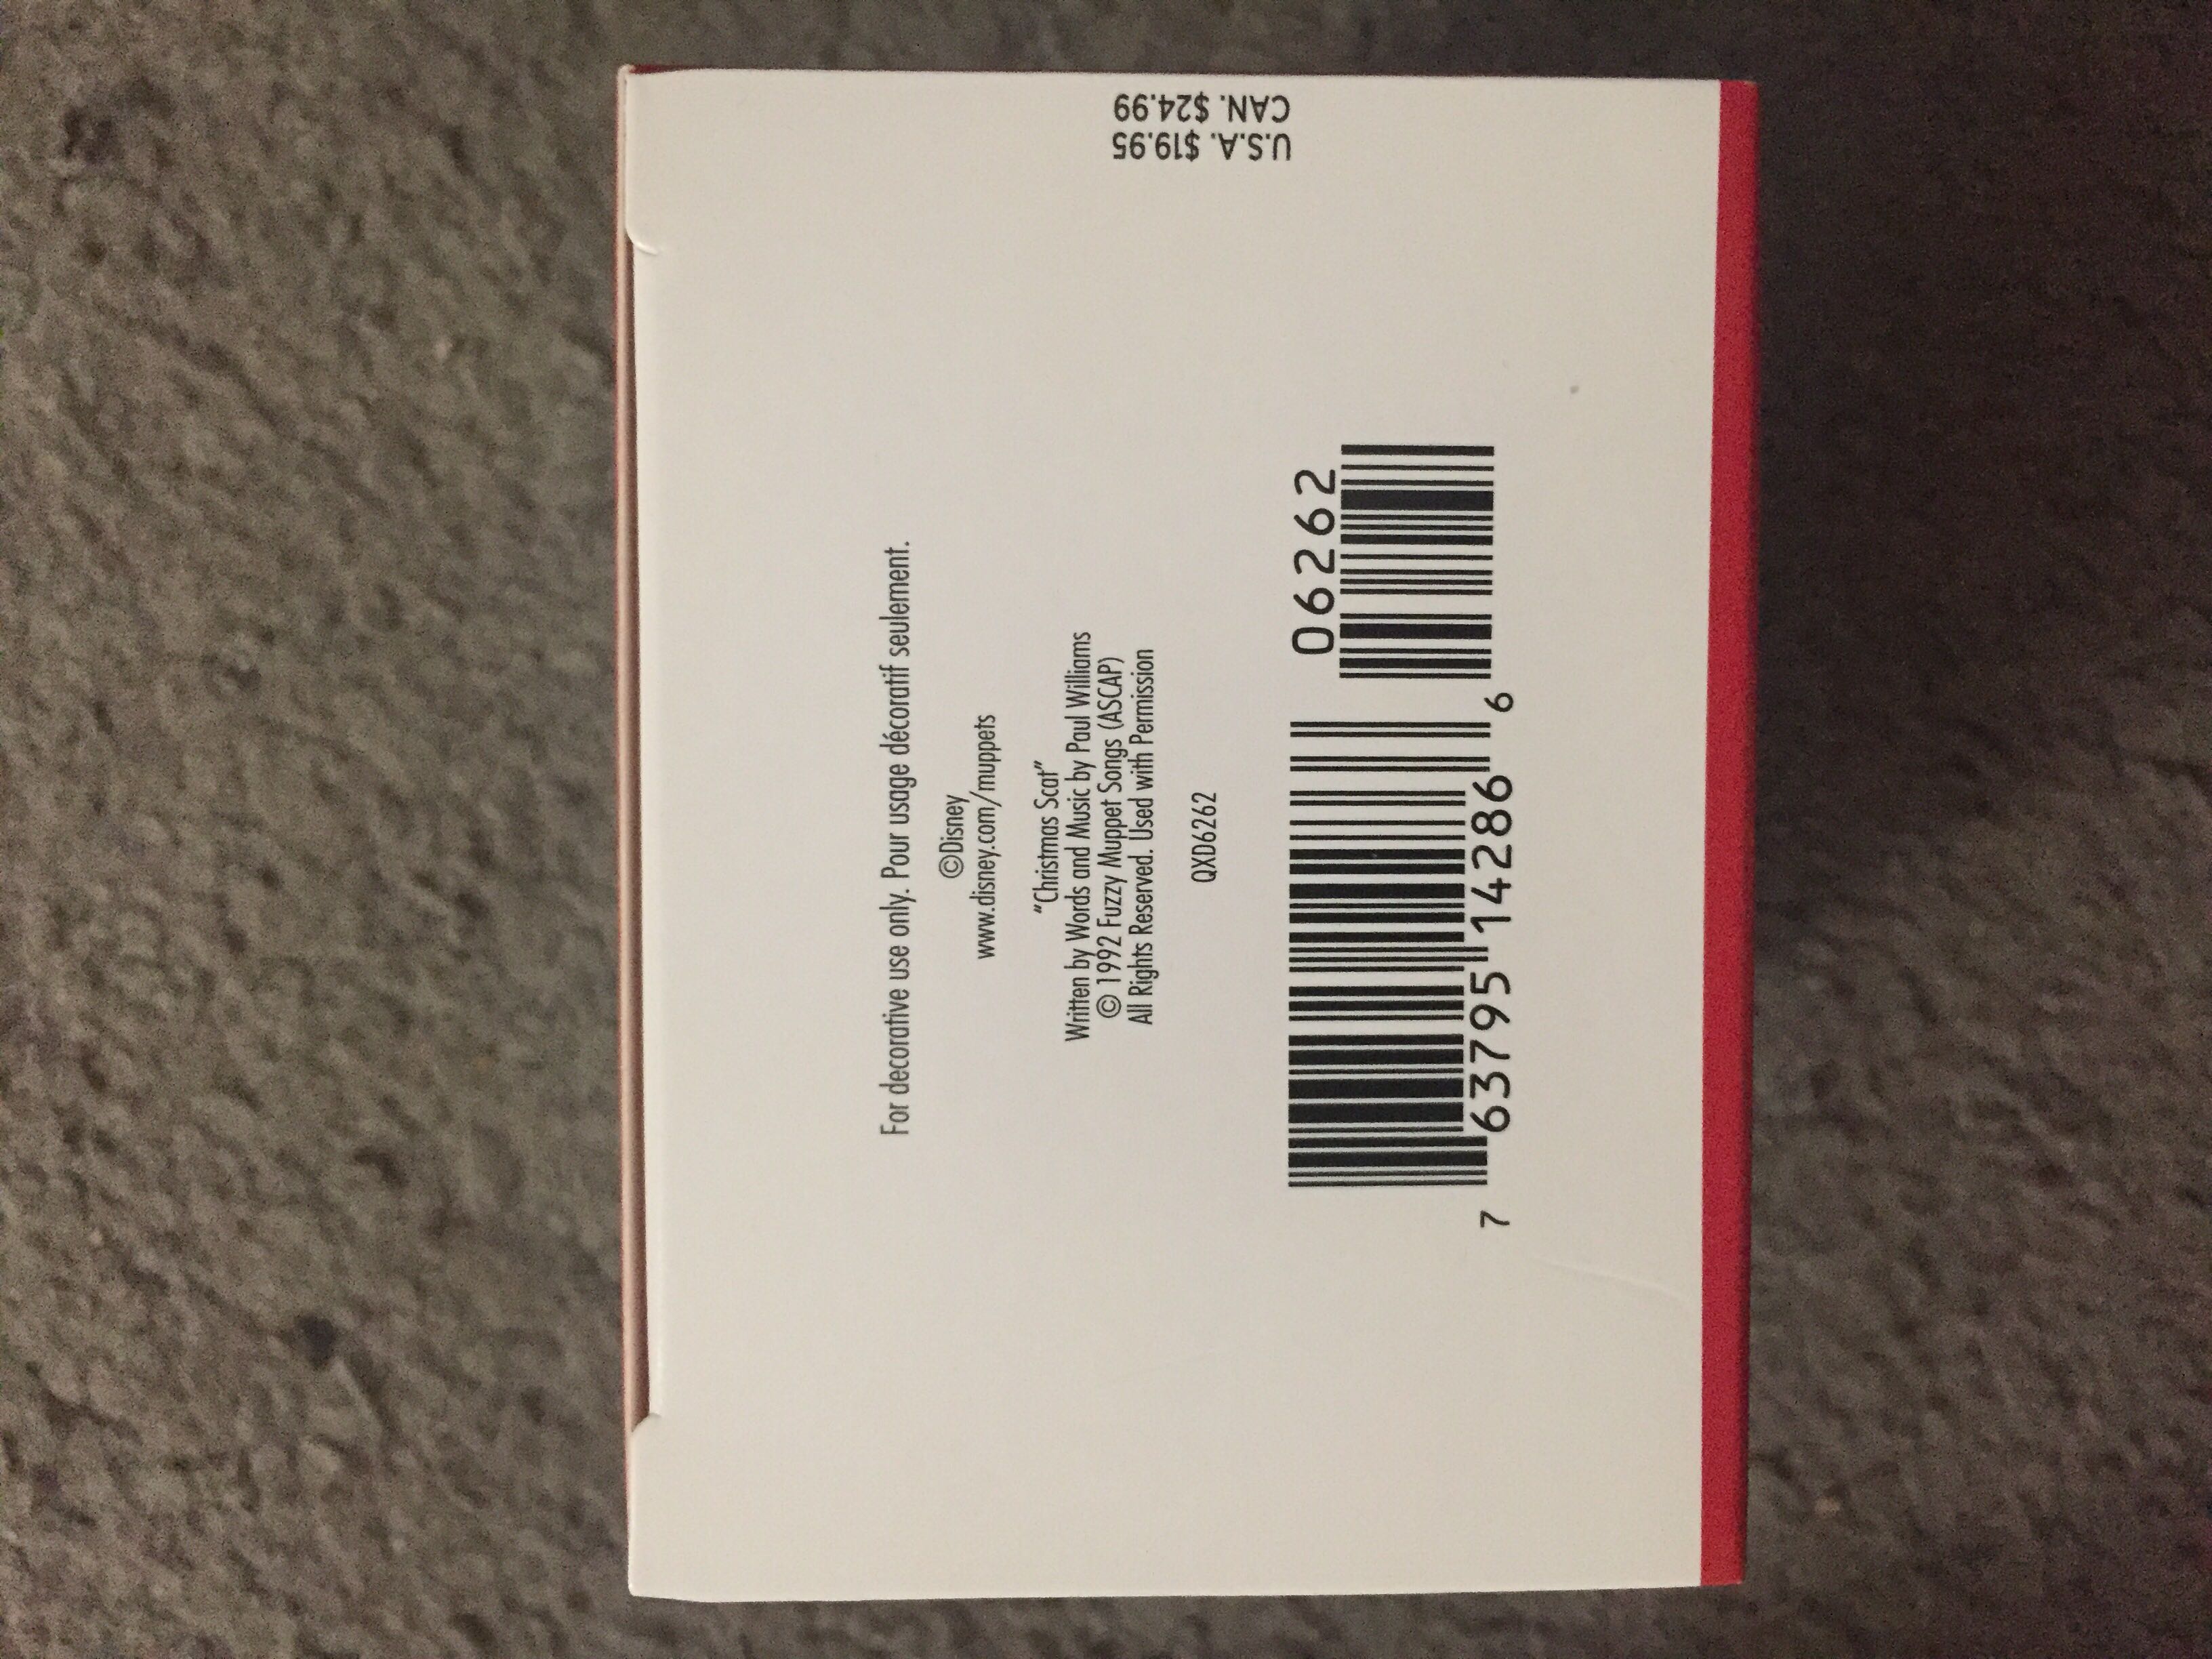 For decorative use only. Pour usage décoratif seulement.
©Disney
www.disney.com/muppets
"Christmas Scat"
Written by Words and Music by Paul Williams
© 1992 Fuzzy Muppet Songs (ASCAP)
All Rights Reserved. Used with Permission
QXD6262
06262
7 63795 14286 6
U.S.A. $19.95
CAN. $24.99